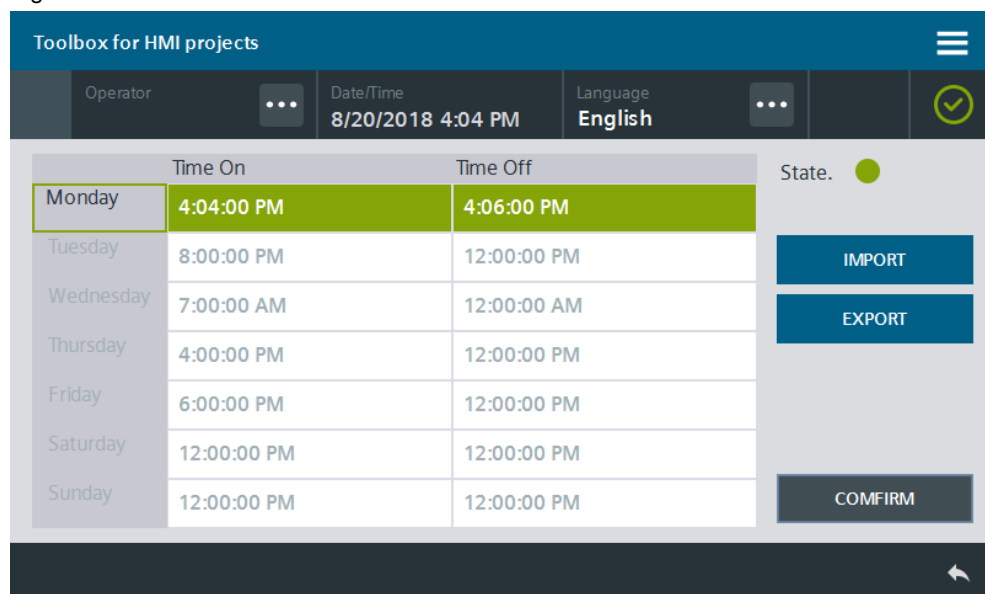 Toolbox for HMI projects
Operator
Date/Time
8/20/2018 4:04 PM
Language
English
Time On Time Off
State.
Monday 4:04:00 PM 4:06:00 PM
Tuesday 8:00:00 PM 12:00:00 PM
IMPORT
Wednesday 7:00:00 AM 12:00:00 AM
EXPORT
Thursday 4:00:00 PM 12:00:00 PM
Friday 6:00:00 PM 12:00:00 PM
Saturday 12:00:00 PM 12:00:00 PM
Sunday 12:00:00 PM 12:00:00 PM
COMFIRM